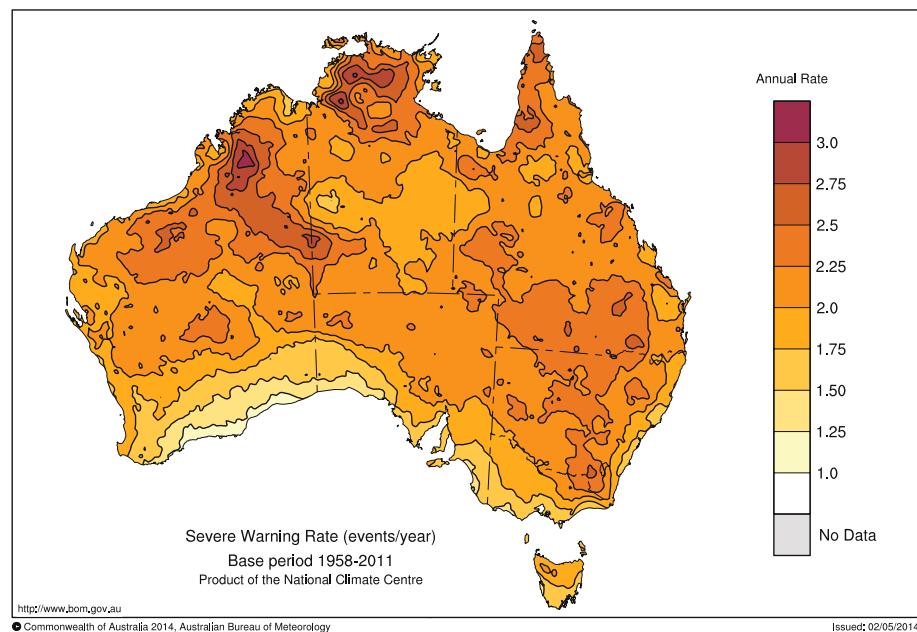 Annual Rate
3.0
2.75
2.5
2.25
2.0
1.75
1.50
1.25
1.0
No Data
Severe Warning Rate (events/year)
Base period 1958-2011
Product of the National Climate Centre
http://www.bom.gov.au
© Commonwealth of Australia 2014, Australian Bureau of Meteorology
Issued: 02/05/2014